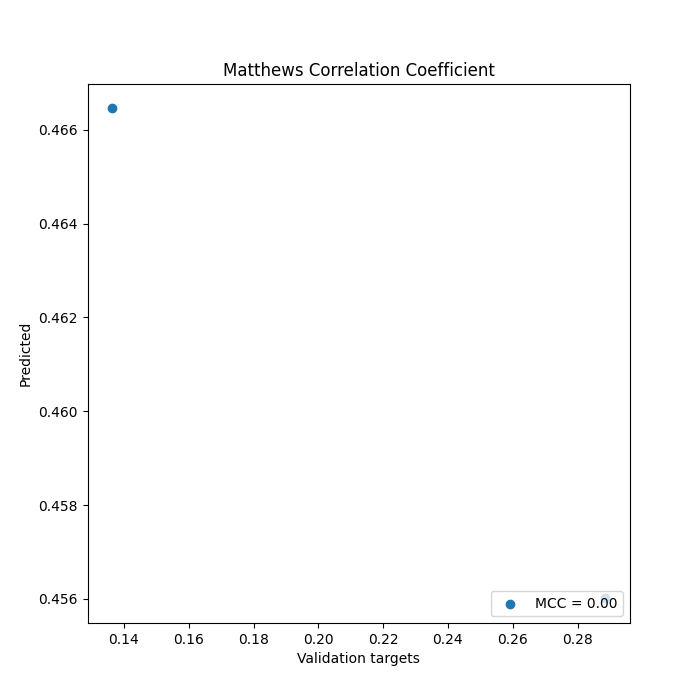 Matthews Correlation Coefficient
0.466
0.464
0.462
0.460
0.458
0.456
Predicted
MCC = 0.00
0.14 0.16 0.18 0.20 0.22 0.24 0.26 0.28
Validation targets